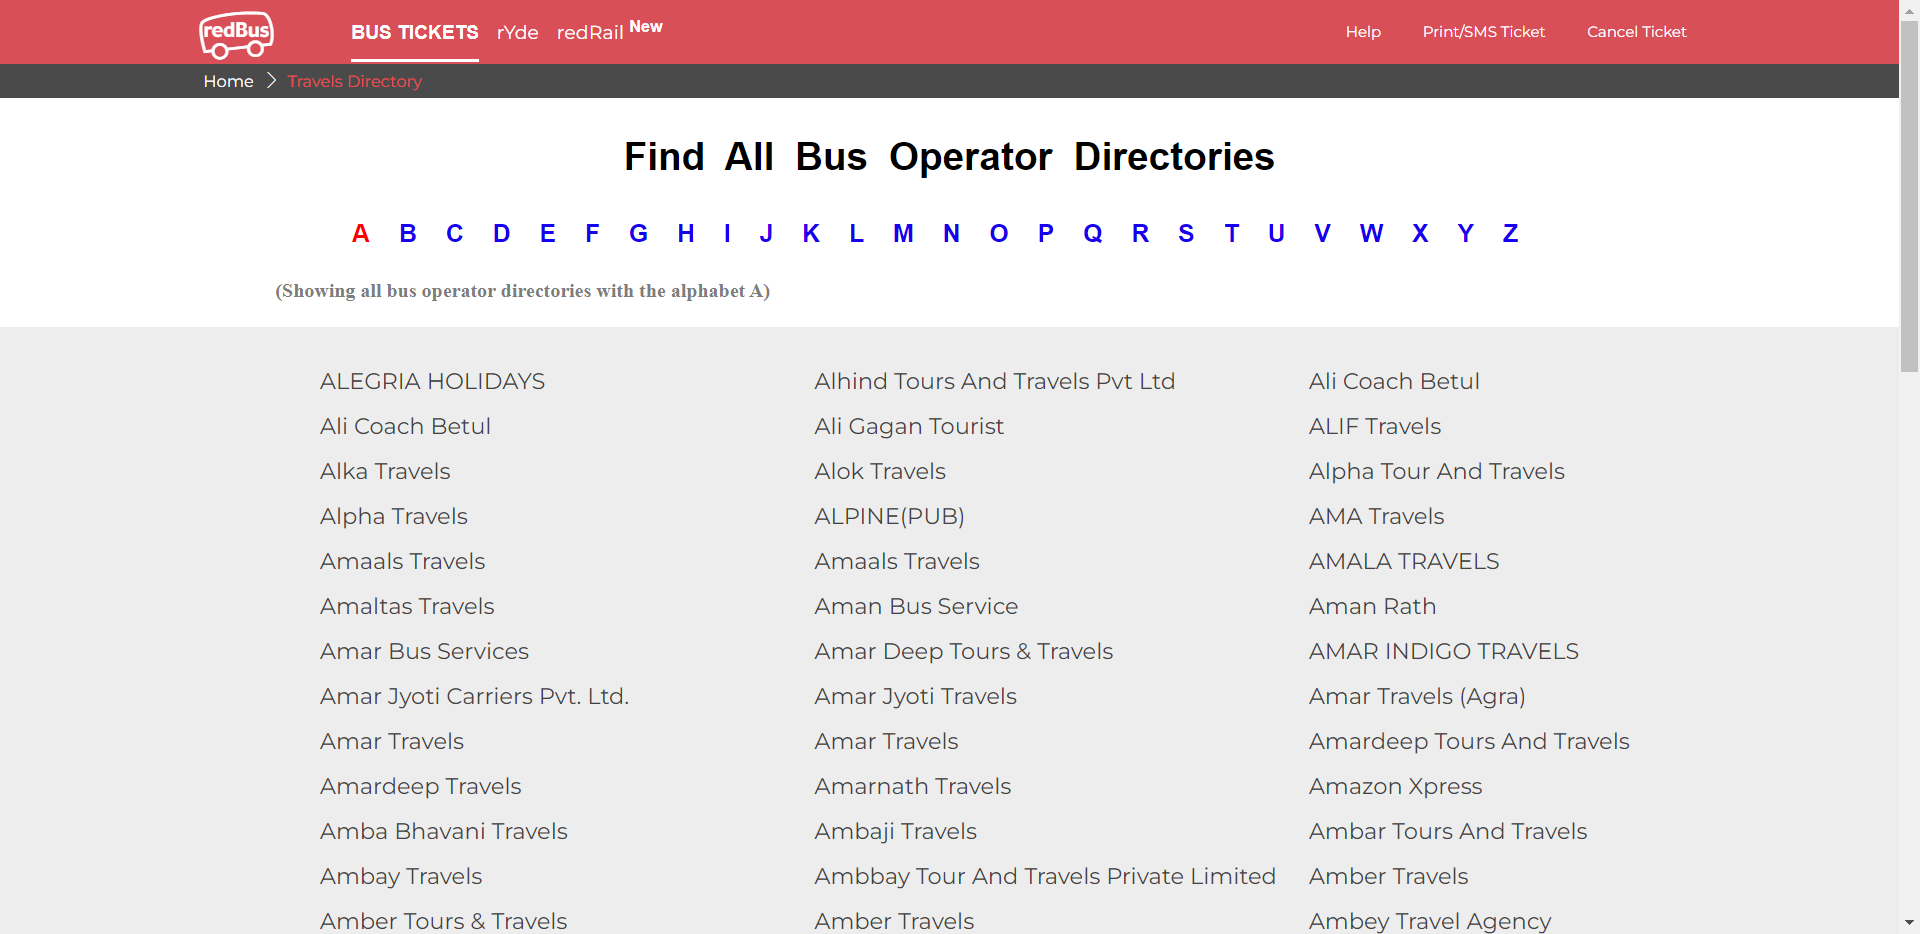 redBus BUS TICKETS rYde redRail New Help Print/SMS Ticket Cancel Ticket
Home Travels Directory
Find All Bus Operator Directories
A B C D E F G H I J K L M N O P Q R S T U V W X Y Z
(Showing all bus operator directories with the alphabet A)
ALEGRIA HOLIDAYS Alhind Tours And Travels Pvt Ltd Ali Coach Betul
Ali Coach Betul Ali Gagan Tourist ALIF Travels
Alka Travels Alok Travels Alpha Tour And Travels
Alpha Travels ALPINE(PUB) AMA Travels
Amaals Travels Amaals Travels AMALA TRAVELS
Amaltas Travels Aman Bus Service Aman Rath
Amar Bus Services Amar Deep Tours & Travels AMAR INDIGO TRAVELS
Amar Jyoti Carriers Pvt. Ltd. Amar Jyoti Travels Amar Travels (Agra)
Amar Travels Amar Travels Amardeep Tours And Travels
Amardeep Travels Amarnath Travels Amazon Xpress
Amba Bhavani Travels Ambaji Travels Ambar Tours And Travels
Ambay Travels Ambbay Tour And Travels Private Limited Amber Travels
Amber Tours & Travels Amber Travels Ambey Travel Agency